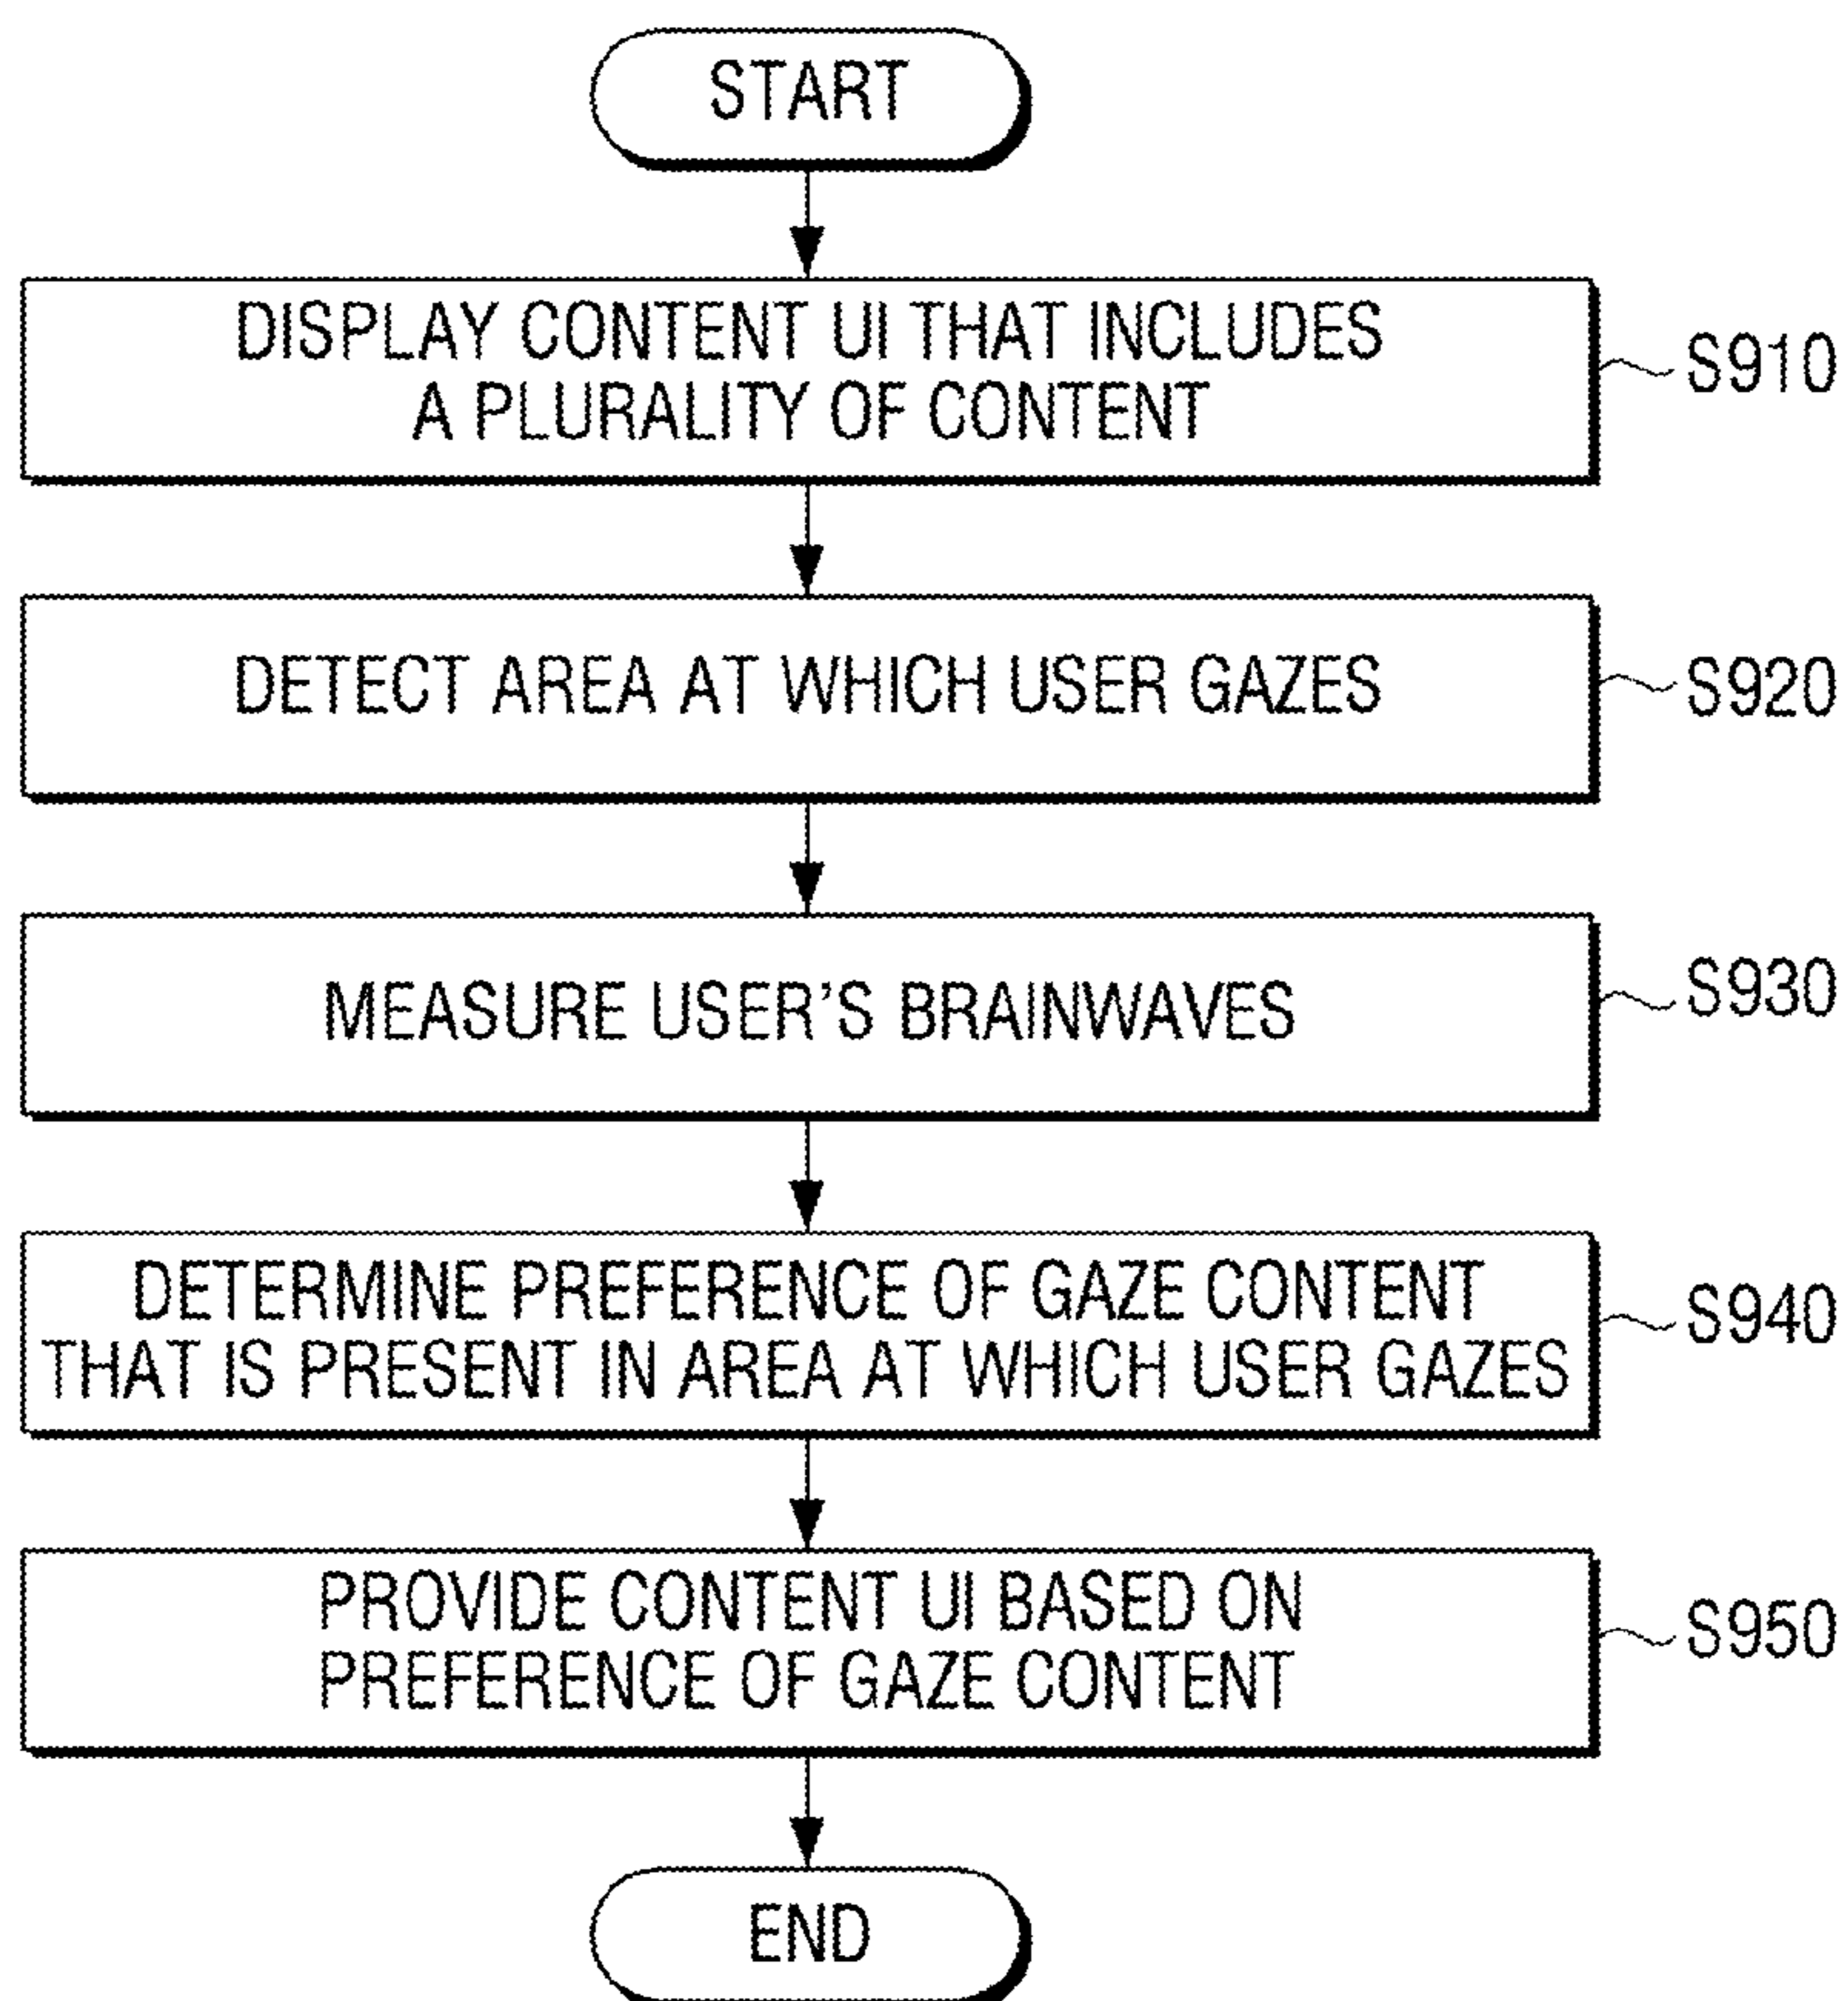 START
DISPLAY CONTENT UI THAT INCLUDES
A PLURALITY OF CONTENT
S910
DETECT AREA AT WHICH USER GAZES
S920
MEASURE USER'S BRAINWAVES
S930
DETERMINE PREFERENCE OF GAZE CONTENT
THAT IS PRESENT IN AREA AT WHICH USER GAZES
S940
PROVIDE CONTENT UI BASED ON
PREFERENCE OF GAZE CONTENT
S950
END